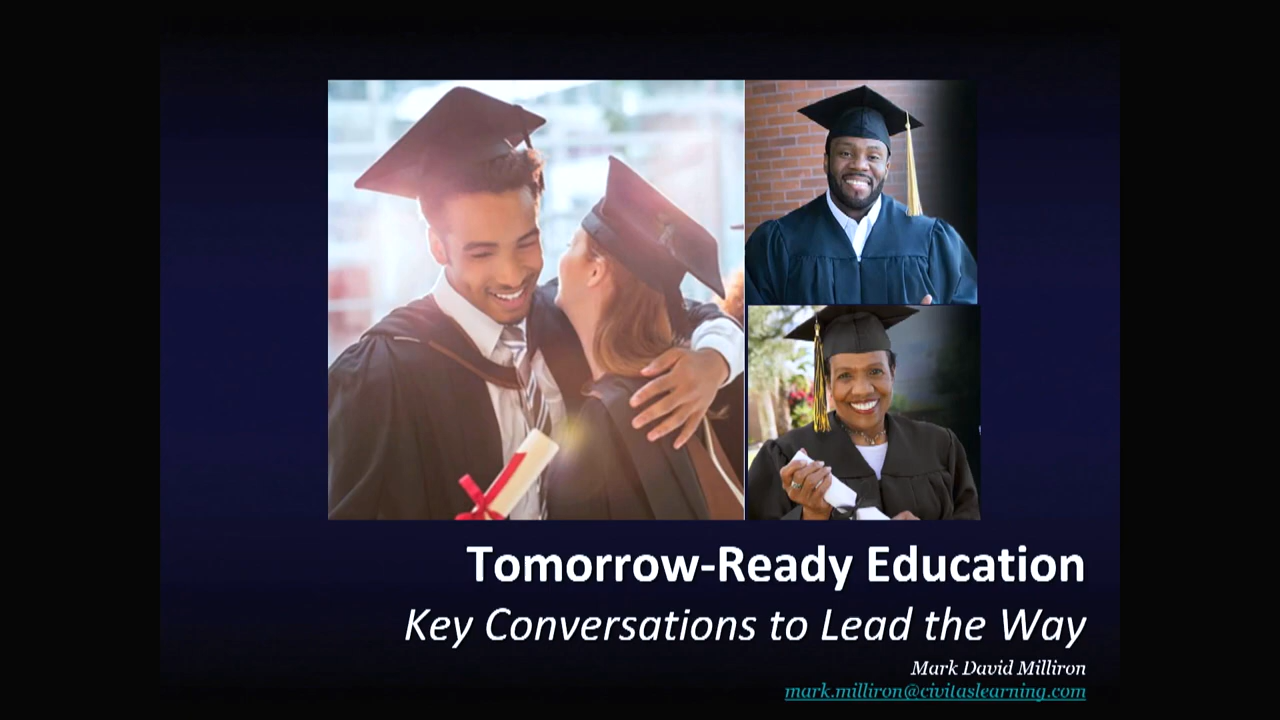 Tomorrow-Ready Education
Key Conversations to Lead the Way
Mark David Milliron
mark.milliron@civitaslearning.com